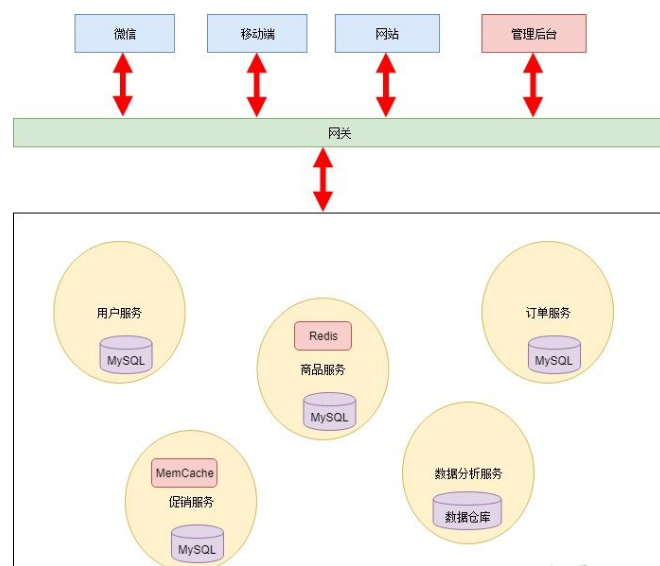 微信
移动端
网站
管理后台
网关
用户服务
MySQL
Redis
商品服务
MySQL
订单服务
MySQL
MemCache
促销服务
MySQL
数据分析服务
数据仓库